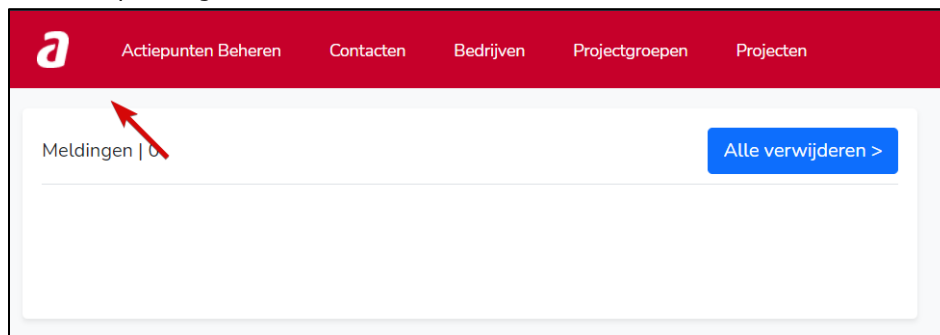 a Actiepunten Beheren Contacten Bedrijven Projectgroepen Projecten
Meldingen | 0
Alle verwijderen >